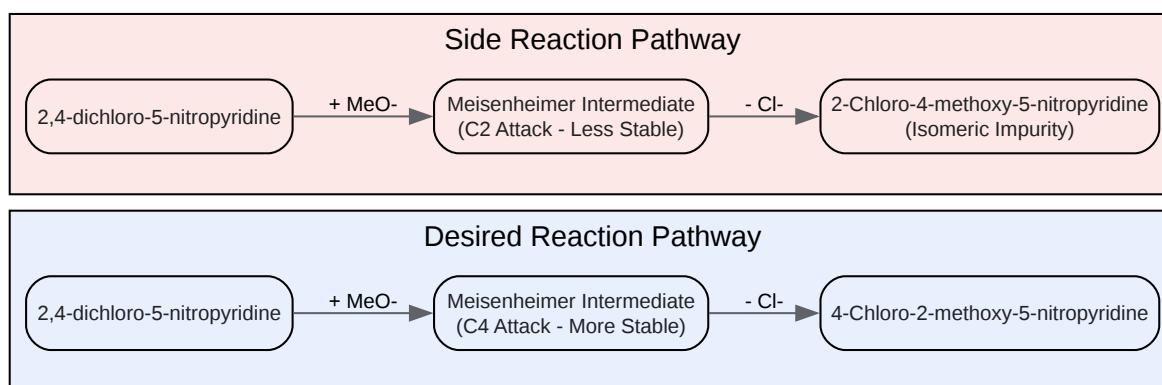 Side Reaction Pathway
2,4-dichloro-5-nitropyridine
+ MeO-
Meisenheimer Intermediate
(C2 Attack - Less Stable)
- Cl-
2-Chloro-4-methoxy-5-nitropyridine
(Isomeric Impurity)
Desired Reaction Pathway
2,4-dichloro-5-nitropyridine
+ MeO-
Meisenheimer Intermediate
(C4 Attack - More Stable)
- Cl-
4-Chloro-2-methoxy-5-nitropyridine